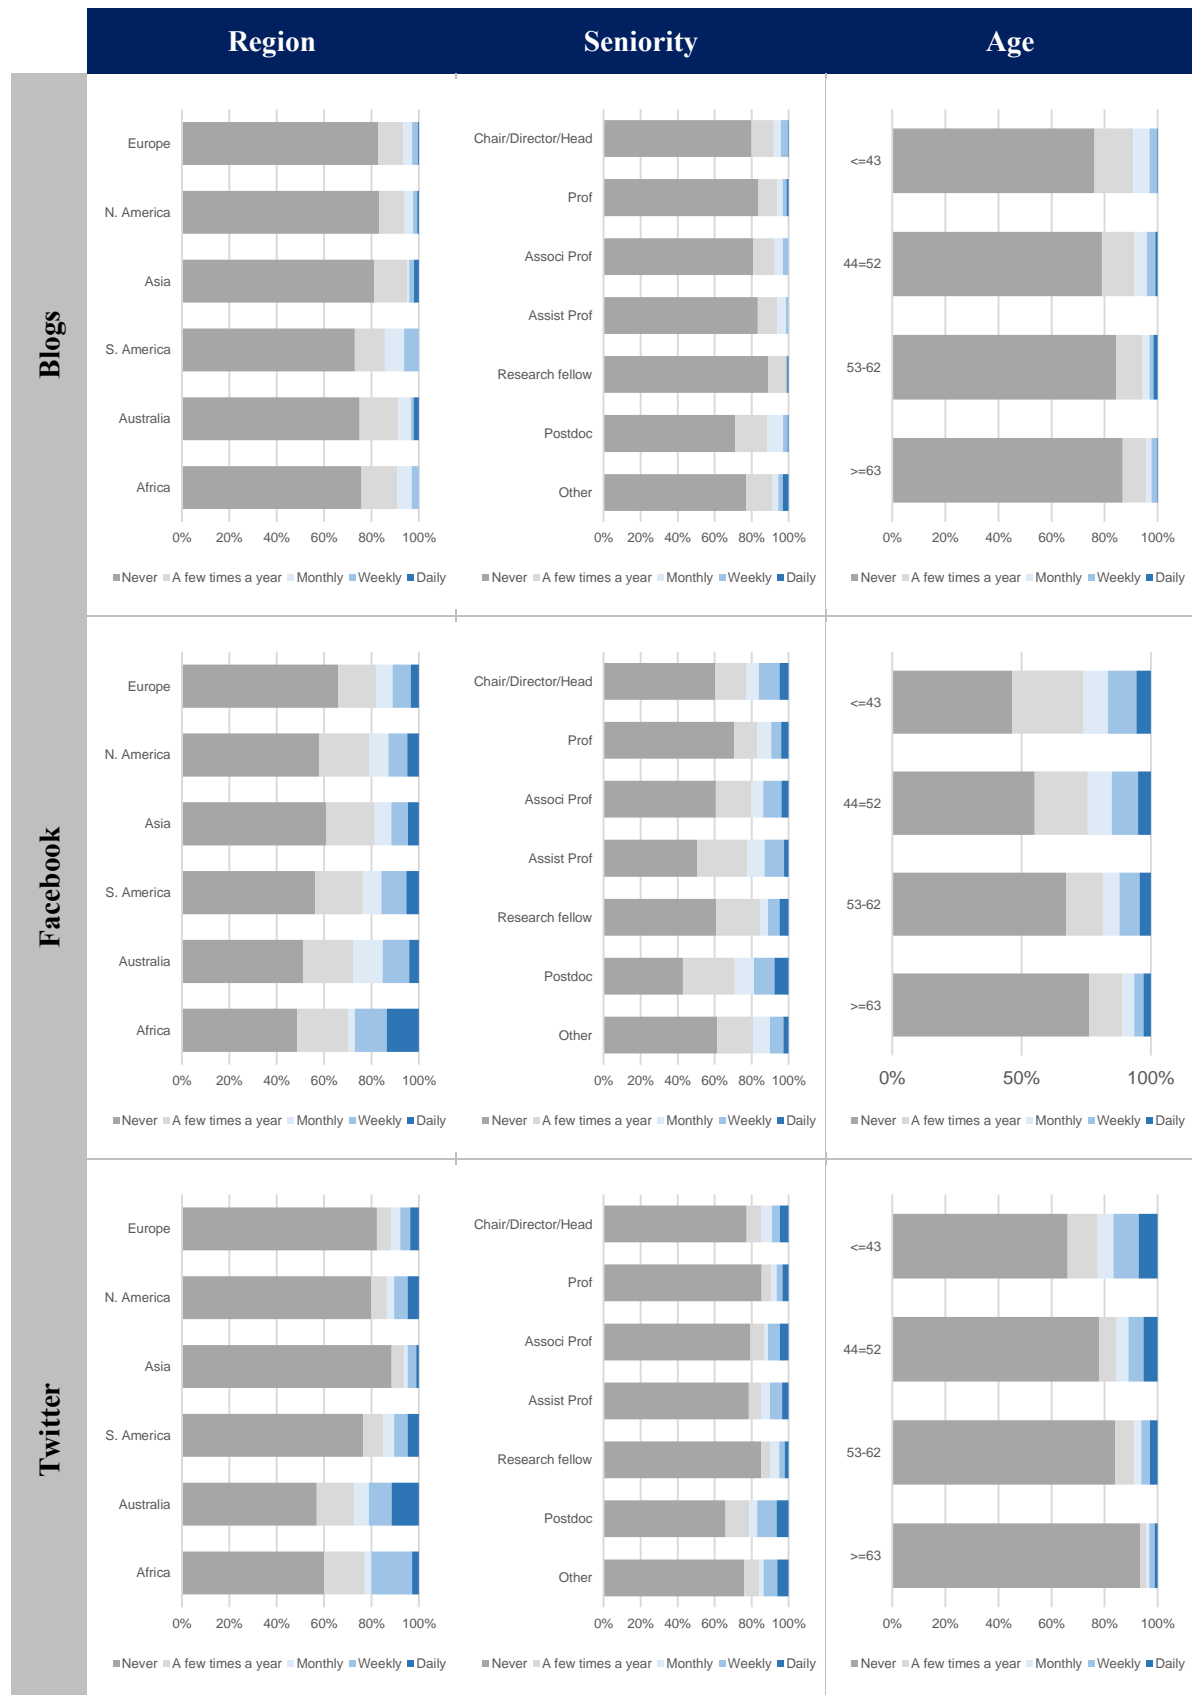 Region Seniority Age
Blogs
Europe
N. America
Asia
S. America
Australia
Africa
0% 20% 40% 60% 80% 100%
Never A few times a year Monthly Weekly Daily
Chair/Director/Head
Prof
Associ Prof
Assist Prof
Research fellow
Postdoc
Other
0% 20% 40% 60% 80% 100%
Never A few times a year Monthly Weekly Daily
<=43
44=52
53-62
>=63
0% 20% 40% 60% 80% 100%
Never A few times a year Monthly Weekly Daily
Facebook
Europe
N. America
Asia
S. America
Australia
Africa
0% 20% 40% 60% 80% 100%
Never A few times a year Monthly Weekly Daily
Chair/Director/Head
Prof
Associ Prof
Assist Prof
Research fellow
Postdoc
Other
0% 20% 40% 60% 80% 100%
Never A few times a year Monthly Weekly Daily
<=43
44=52
53-62
>=63
0% 50% 100%
Never A few times a year Monthly Weekly Daily
Twitter
Europe
N. America
Asia
S. America
Australia
Africa
0% 20% 40% 60% 80% 100%
Never A few times a year Monthly Weekly Daily
Chair/Director/Head
Prof
Associ Prof
Assist Prof
Research fellow
Postdoc
Other
0% 20% 40% 60% 80% 100%
Never A few times a year Monthly Weekly Daily
<=43
44=52
53-62
>=63
0% 20% 40% 60% 80% 100%
Never A few times a year Monthly Weekly Daily